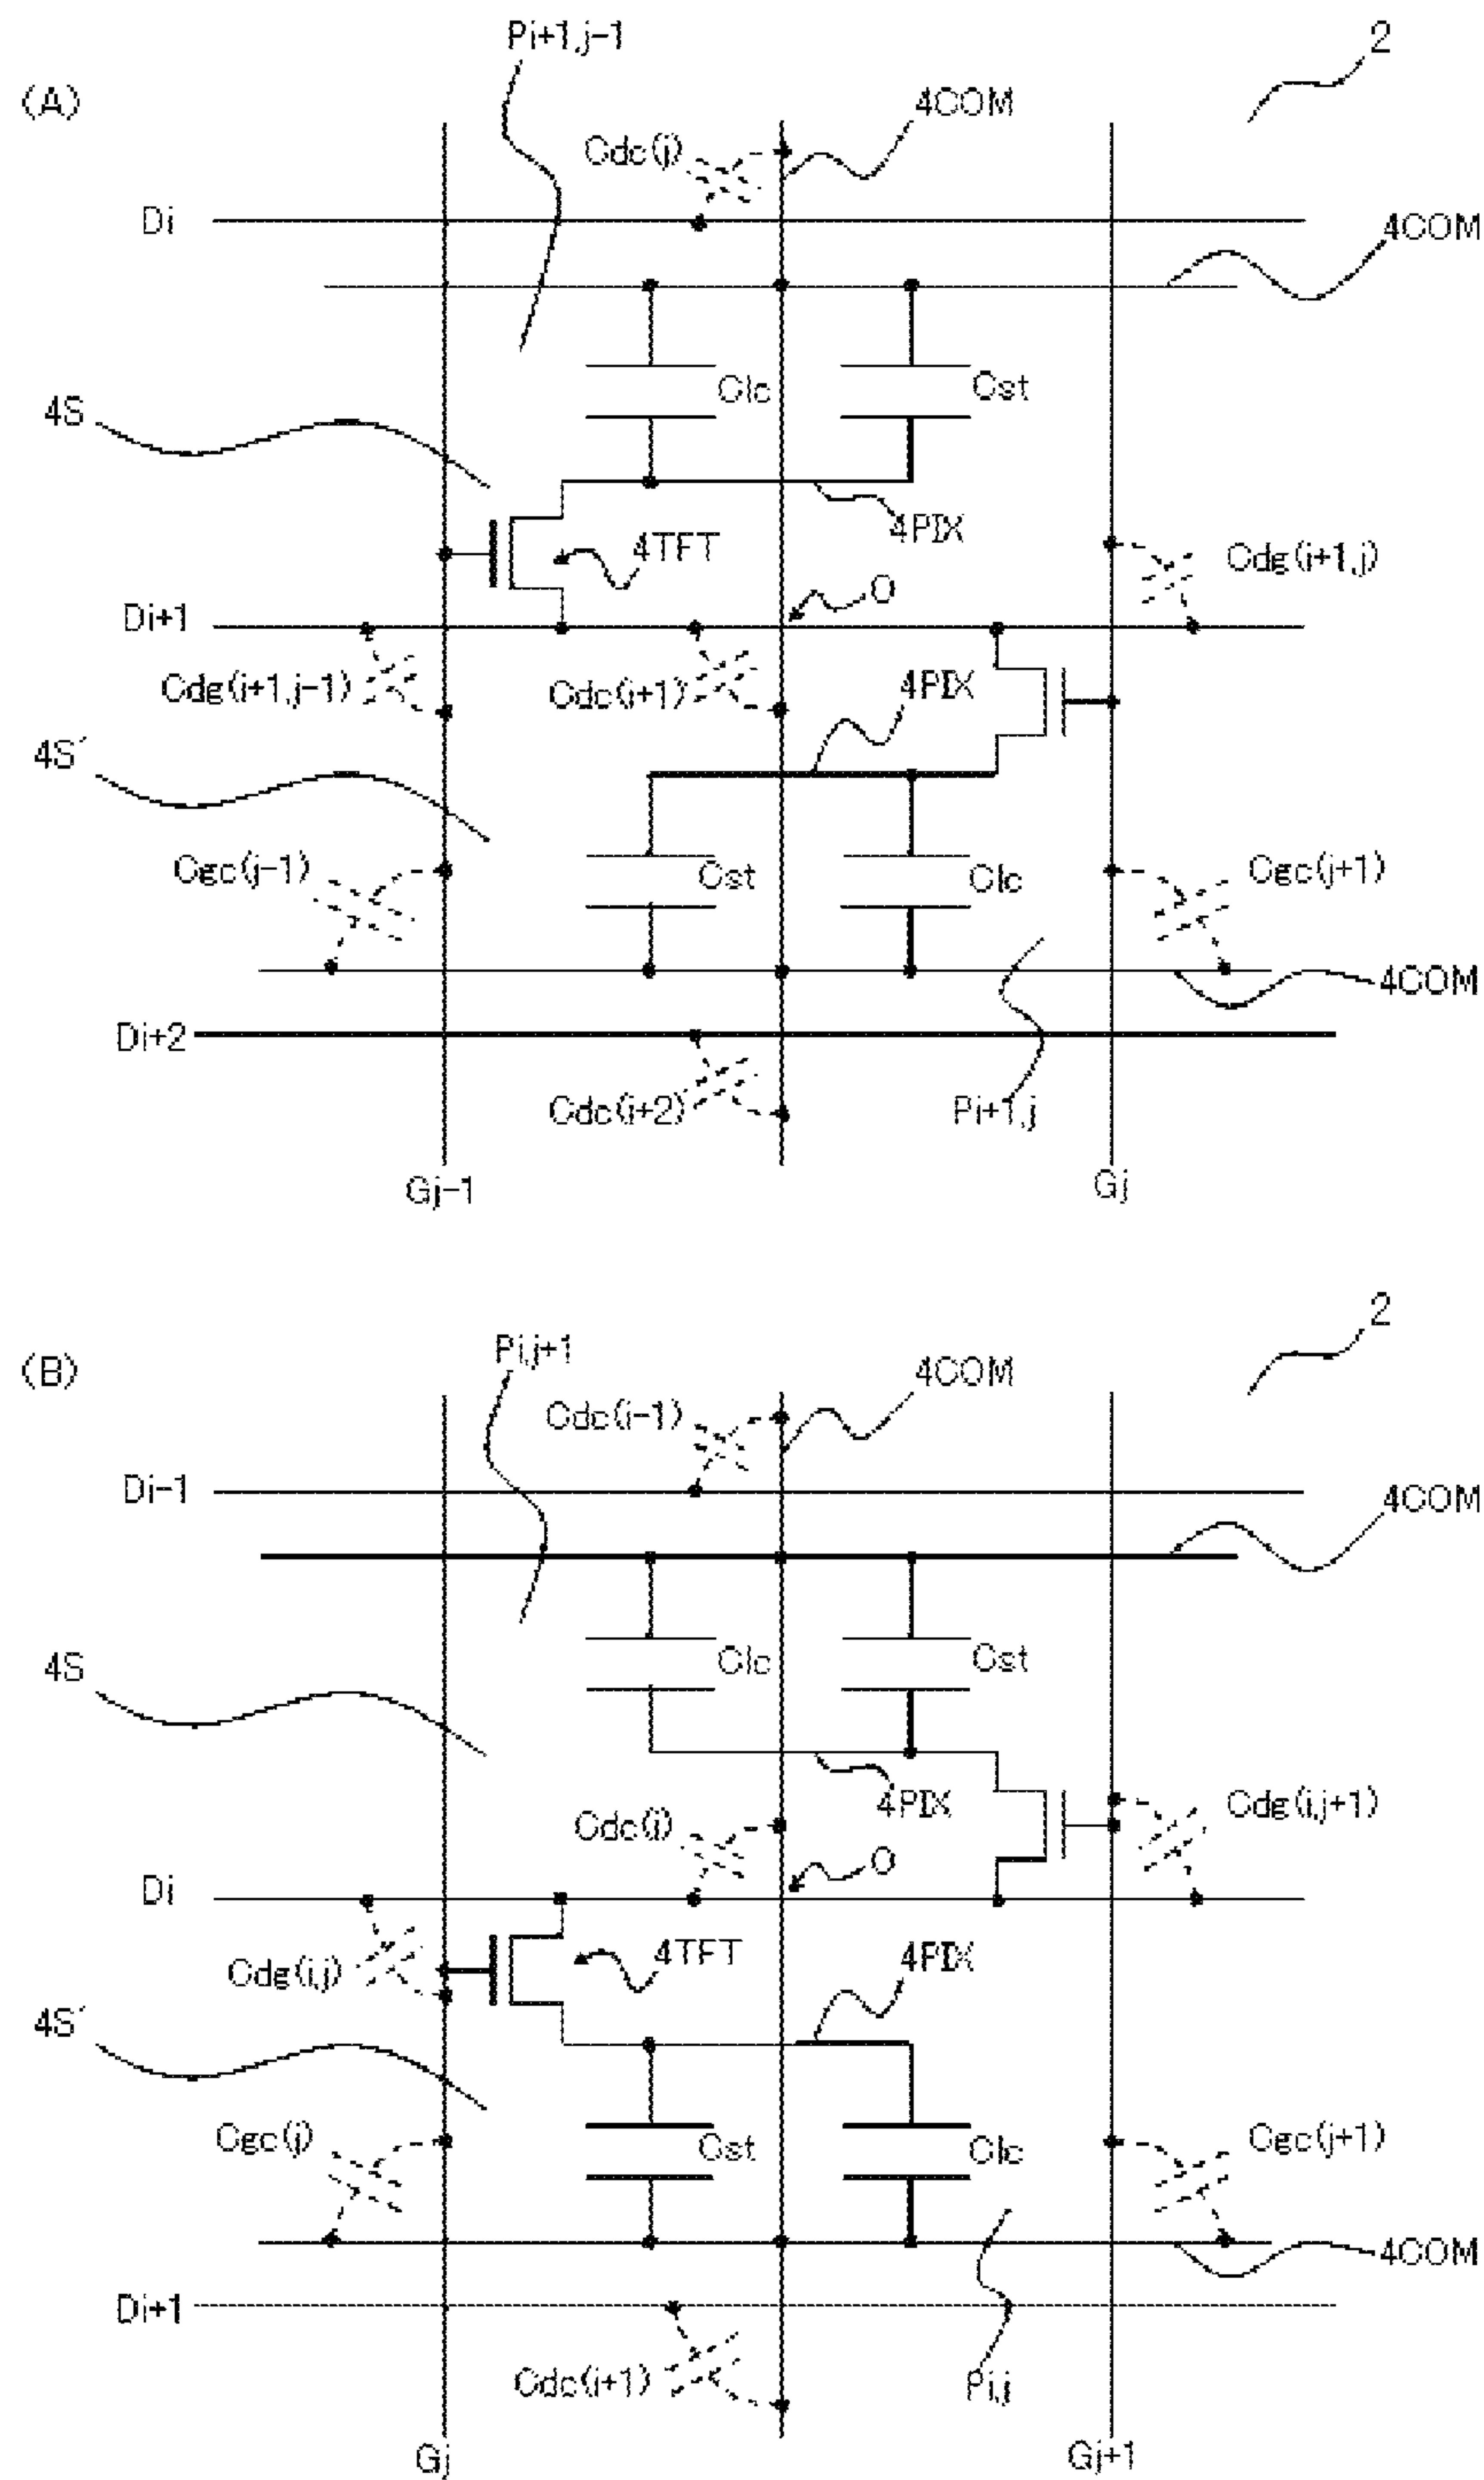 Pi+1,j-1
2
(A)
4COM
Cdc(i)
Di
4COM
Clc
Cst
4S
4PIX
4TFT
Cdg(i+1,j)
O
Di+1
Cdg(i+1,j-1)
Cdc(i+1)
4PIX
4S'
Cgc(j-1)
Cst
Clc
Cgc(j+1)
4COM
Di+2
Cdc(i+2)
Pi+1,j
Gj-1
Gj
2
Pi,j+1
(B)
4COM
Cdc(i-1)
Di-1
4COM
Clc
Cst
4S
4PIX
Cdg(i,j+1)
Cdc(i)
O
Di
4TFT
4PIX
Cdg(i,j)
4S'
Cgc(j)
Cst
Clc
Cgc(j+1)
4COM
Di+1
Cdc(i+1)
Pi,j
Gj
Gj+1